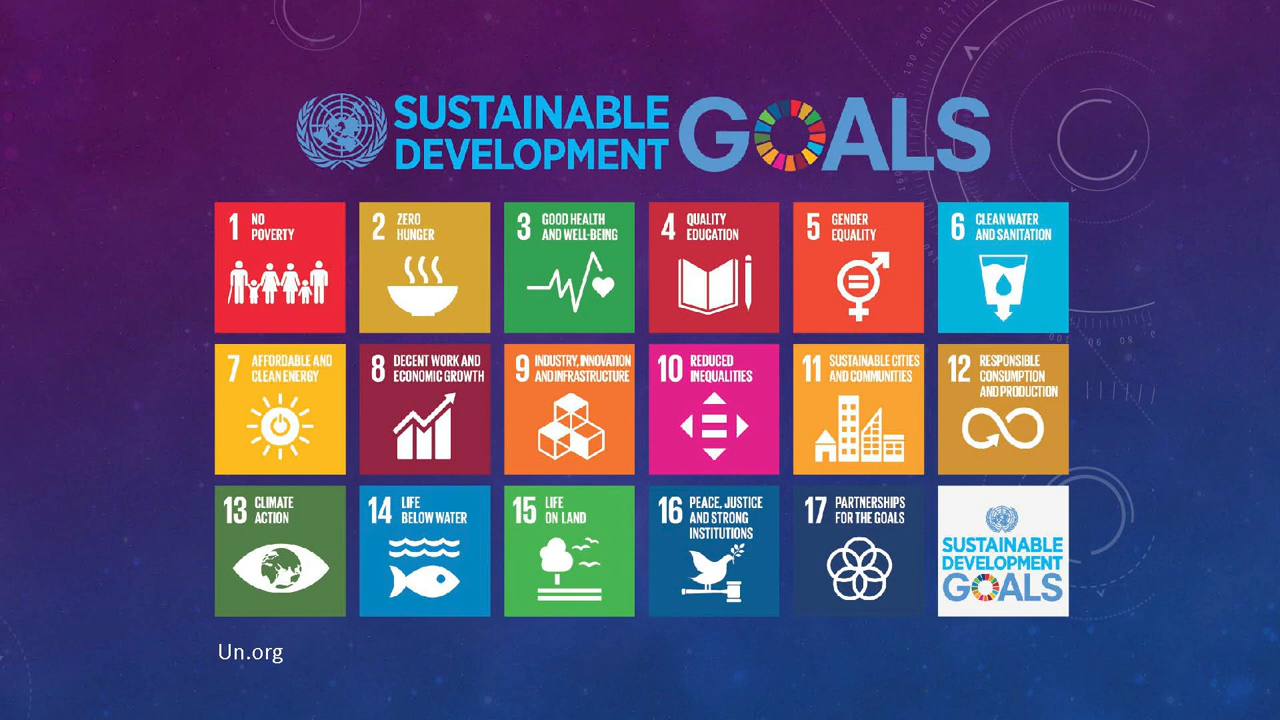 SUSTAINABLE
DEVELOPMENT
GOALS
1 NO
POVERTY
2 ZERO
HUNGER
3 GOOD HEALTH
AND WELL-BEING
4 QUALITY
EDUCATION
5 GENDER
EQUALITY
6 CLEAN WATER
AND SANITATION
7 AFFORDABLE AND
CLEAN ENERGY
8 DECENT WORK AND
ECONOMIC GROWTH
9 INDUSTRY, INNOVATION
AND INFRASTRUCTURE
10 REDUCED
INEQUALITIES
11 SUSTAINABLE CITIES
AND COMMUNITIES
12 RESPONSIBLE
CONSUMPTION
AND PRODUCTION
13 CLIMATE
ACTION
14 LIFE
BELOW WATER
15 LIFE
ON LAND
16 PEACE, JUSTICE
AND STRONG
INSTITUTIONS
17 PARTNERSHIPS
FOR THE GOALS
SUSTAINABLE
DEVELOPMENT
GOALS
Un.org